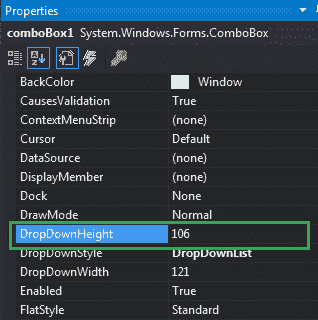 Properties
comboBox1 System.Windows.Forms.ComboBox
BackColor Window
CausesValidation True
ContextMenuStrip (none)
Cursor Default
DataSource (none)
DisplayMember (none)
Dock None
DrawMode Normal
DropDownHeight 106
DropDownStyle DropDownList
DropDownWidth 121
Enabled True
FlatStyle Standard